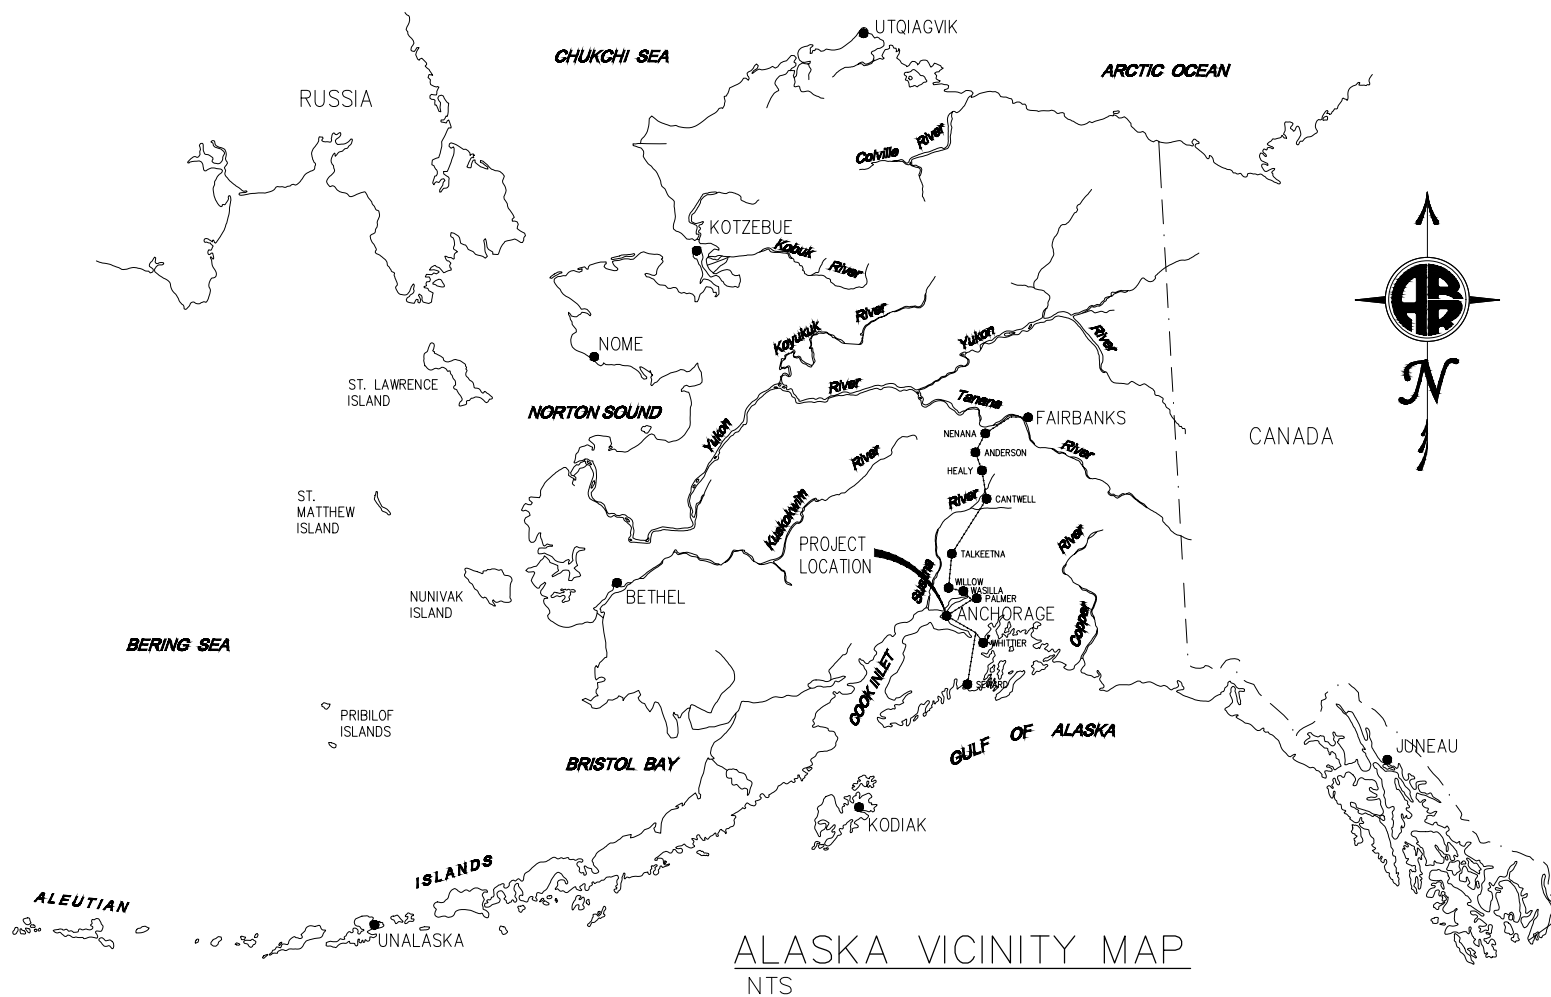 UTQIAGVIK
CHUKCHI SEA
ARCTIC OCEAN
RUSSIA
Colville River
KOTZEBUE
Kobuk River
Koyukuk River
Yukon River
NOME
ST. LAWRENCE
ISLAND
River
NORTON SOUND
Yukon
Tanana River
FAIRBANKS
NENANA
CANADA
ANDERSON
HEALY
Kuskokwim River
River
CANTWELL
ST.
MATTHEW
ISLAND
PROJECT
LOCATION
TALKEETNA
River
NUNIVAK
ISLAND
BETHEL
Susitna
WILLOW
WASILLA
PALMER
ANCHORAGE
Copper
WHITTIER
BERING SEA
COOK INLET
SEWARD
PRIBILOF
ISLANDS
GULF OF ALASKA
JUNEAU
BRISTOL BAY
KODIAK
ALEUTIAN ISLANDS
UNALASKA
ARR
N
ALASKA VICINITY MAP
NTS